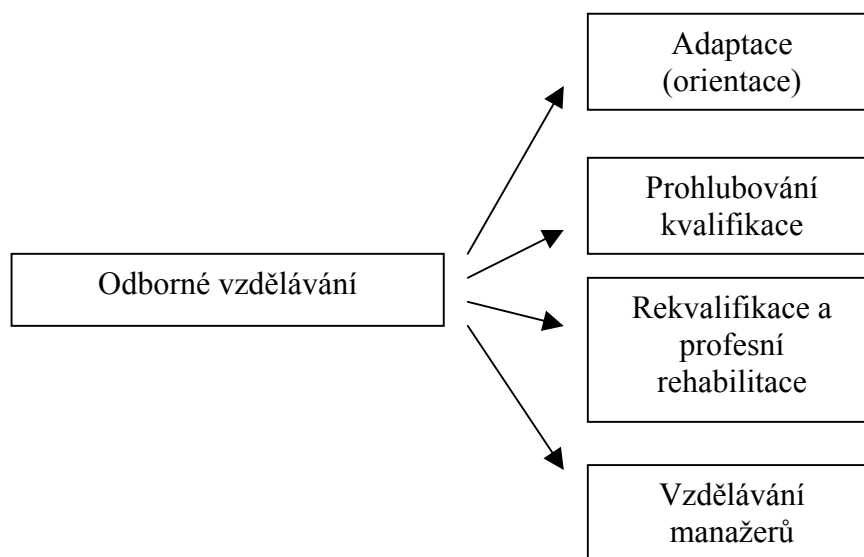 Adaptace
(orientace)
Prohlubování
kvalifikace
Odborné vzdělávání
Rekvalifikace a
profesní
rehabilitace
Vzdělávání
manažerů